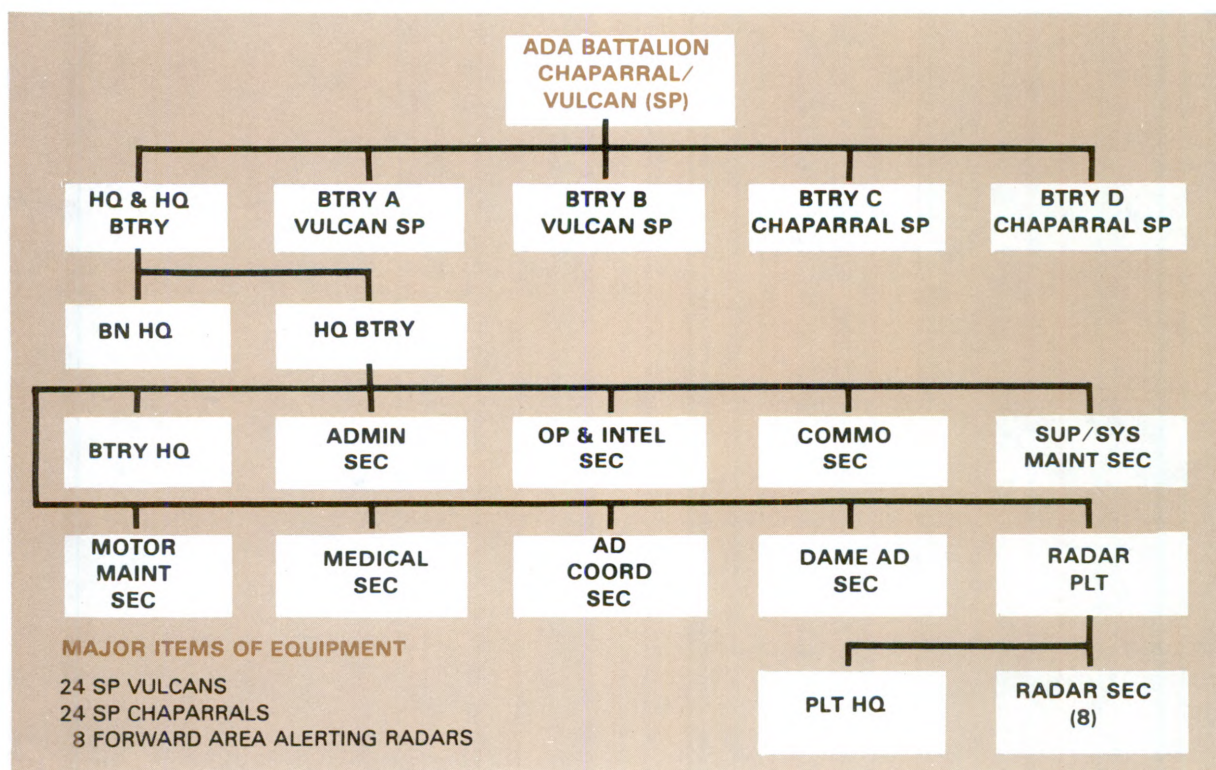 ADA BATTALION
CHAPARRAL/
VULCAN (SP)
HQ & HQ
BTRY
BTRY A
VULCAN SP
BTRY B
VULCAN SP
BTRY C
CHAPARRAL SP
BTRY D
CHAPARRAL SP
BN HQ
HQ BTRY
BTRY HQ
ADMIN
SEC
OP & INTEL
SEC
COMMO
SEC
SUP/SYS
MAINT SEC
MOTOR
MAINT
SEC
MEDICAL
SEC
AD
COORD
SEC
DAME AD
SEC
RADAR
PLT
PLT HQ
RADAR SEC
(8)
MAJOR ITEMS OF EQUIPMENT
24 SP VULCANS
24 SP CHAPARRALS
8 FORWARD AREA ALERTING RADARS